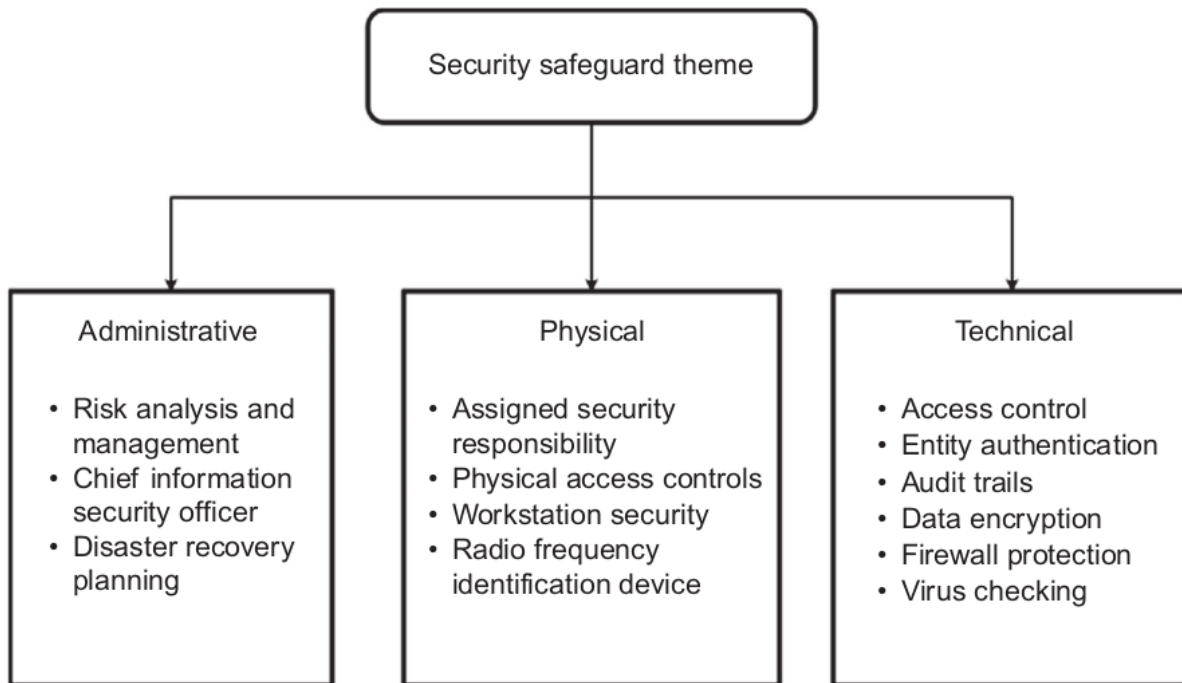 Security safeguard theme
Administrative
• Risk analysis and
management
• Chief information
security officer
• Disaster recovery
planning
Physical
• Assigned security
responsibility
• Physical access controls
• Workstation security
• Radio frequency
identification device
Technical
• Access control
• Entity authentication
• Audit trails
• Data encryption
• Firewall protection
• Virus checking